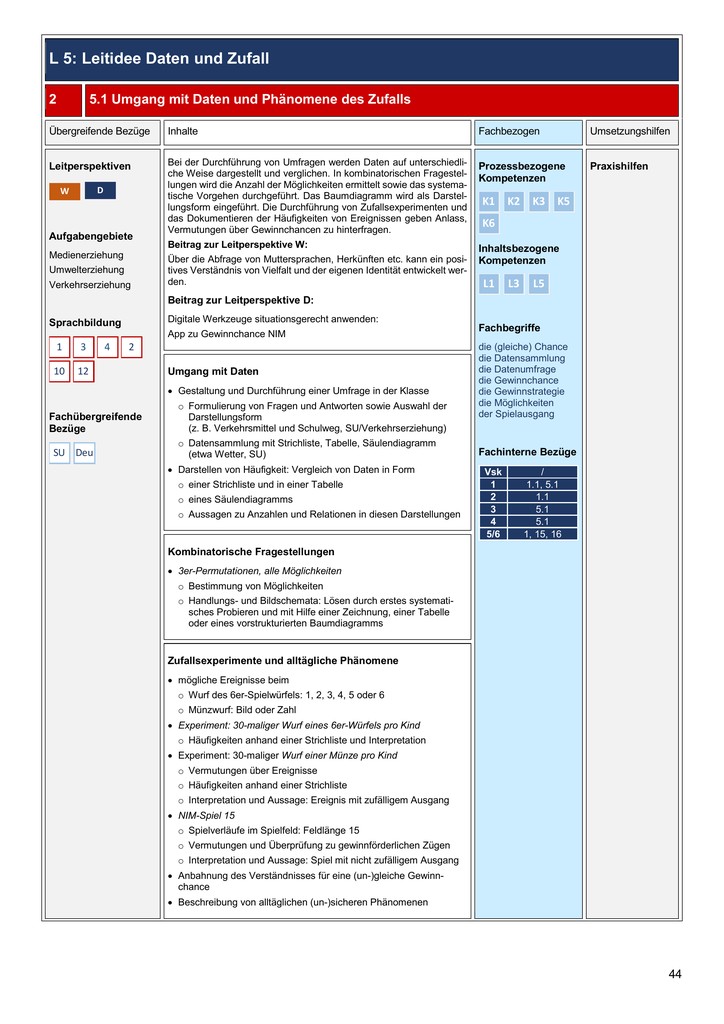 L 5: Leitidee Daten und Zufall
2 5.1 Umgang mit Daten und Phänomene des Zufalls
Übergreifende Bezüge Inhalte Fachbezogen Umsetzungshilfen
Leitperspektiven
W D
Aufgabengebiete
Medienerziehung
Umwelterziehung
Verkehrserziehung
Sprachbildung
1 3 4 2
10 12
Fachübergreifende
Bezüge
SU Deu
Bei der Durchführung von Umfragen werden Daten auf unterschiedli-
che Weise dargestellt und verglichen. In kombinatorischen Fragestel-
lungen wird die Anzahl der Möglichkeiten ermittelt sowie das systema-
tische Vorgehen durchgeführt. Das Baumdiagramm wird als Darstel-
lungsform eingeführt. Die Durchführung von Zufallsexperimenten und
das Dokumentieren der Häufigkeiten von Ereignissen geben Anlass,
Vermutungen über Gewinnchancen zu hinterfragen.
Beitrag zur Leitperspektive W:
Über die Abfrage von Muttersprachen, Herkünften etc. kann ein posi-
tives Verständnis von Vielfalt und der eigenen Identität entwickelt wer-
den.
Beitrag zur Leitperspektive D:
Digitale Werkzeuge situationsgerecht anwenden:
App zu Gewinnchance NIM
Umgang mit Daten
• Gestaltung und Durchführung einer Umfrage in der Klasse
o Formulierung von Fragen und Antworten sowie Auswahl der
Darstellungsform
(z. B. Verkehrsmittel und Schulweg, SU/Verkehrserziehung)
o Datensammlung mit Strichliste, Tabelle, Säulendiagramm
(etwa Wetter, SU)
• Darstellen von Häufigkeit: Vergleich von Daten in Form
o einer Strichliste und in einer Tabelle
o eines Säulendiagramms
o Aussagen zu Anzahlen und Relationen in diesen Darstellungen
Kombinatorische Fragestellungen
• 3er-Permutationen, alle Möglichkeiten
o Bestimmung von Möglichkeiten
o Handlungs- und Bildschemata: Lösen durch erstes systemati-
sches Probieren und mit Hilfe einer Zeichnung, einer Tabelle
oder eines vorstrukturierten Baumdiagramms
Zufallsexperimente und alltägliche Phänomene
• mögliche Ereignisse beim
o Wurf des 6er-Spielwürfels: 1, 2, 3, 4, 5 oder 6
o Münzwurf: Bild oder Zahl
• Experiment: 30-maliger Wurf eines 6er-Würfels pro Kind
o Häufigkeiten anhand einer Strichliste und Interpretation
• Experiment: 30-maliger Wurf einer Münze pro Kind
o Vermutungen über Ereignisse
o Häufigkeiten anhand einer Strichliste
o Interpretation und Aussage: Ereignis mit zufälligem Ausgang
• NIM-Spiel 15
o Spielverläufe im Spielfeld: Feldlänge 15
o Vermutungen und Überprüfung zu gewinnförderlichen Zügen
o Interpretation und Aussage: Spiel mit nicht zufälligem Ausgang
• Anbahnung des Verständnisses für eine (un-)gleiche Gewinn-
chance
• Beschreibung von alltäglichen (un-)sicheren Phänomenen
Prozessbezogene
Kompetenzen
K1 K2 K3 K5
K6
Inhaltsbezogene
Kompetenzen
L1 L3 L5
Fachbegriffe
die (gleiche) Chance
die Datensammlung
die Datenumfrage
die Gewinnchance
die Gewinnstrategie
die Möglichkeiten
der Spielausgang
Fachinterne Bezüge
Vsk /
1 1.1, 5.1
2 1.1
3 5.1
4 5.1
5/6 1, 15, 16
Praxishilfen
44